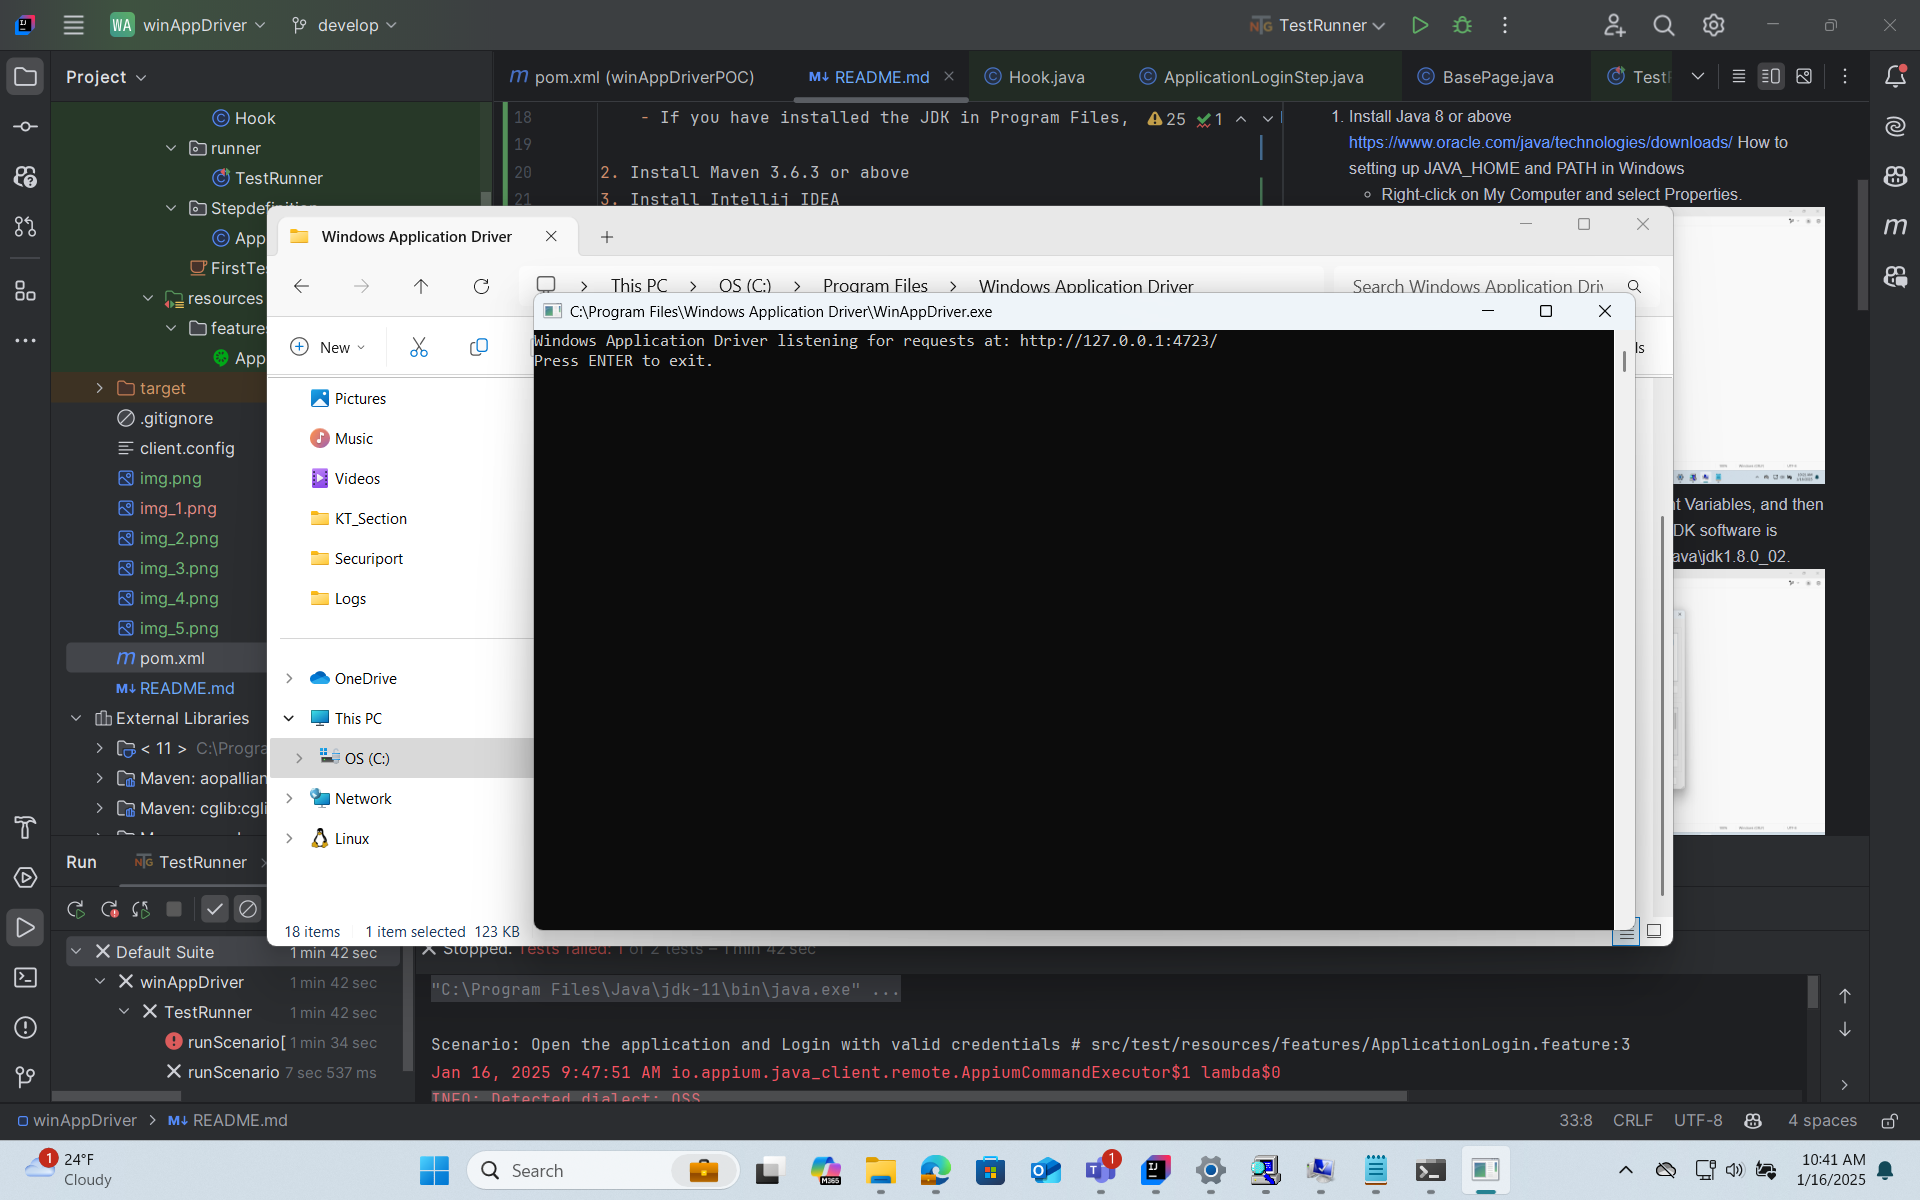 WA winAppDriver develop TestRunner
Project
pom.xml (winAppDriverPOC) README.md Hook.java ApplicationLoginStep.java BasePage.java TestR
Hook
runner
TestRunner
Stepdefinition
App
FirstTes
resources
features
App
target
.gitignore
client.config
img.png
img_1.png
img_2.png
img_3.png
img_4.png
img_5.png
pom.xml
README.md
External Libraries
< 11 > C:\Progra
Maven: aopallian
Maven: cglib:cgli
18 - If you have installed the JDK in Program Files, 25 1
19
20 2. Install Maven 3.6.3 or above
21 3. Install Intellij IDEA
1. Install Java 8 or above
https://www.oracle.com/java/technologies/downloads/ How to
setting up JAVA_HOME and PATH in Windows
Right-click on My Computer and select Properties.
t Variables, and then
DK software is
ava\jdk1.8.0_02.
Windows Application Driver
This PC > OS (C:) > Program Files > Windows Application Driver
Search Windows Application Driv
New
ls
Pictures
Music
Videos
KT_Section
Securiport
Logs
OneDrive
This PC
OS (C:)
Network
Linux
18 items 1 item selected 123 KB
C:\Program Files\Windows Application Driver\WinAppDriver.exe
Windows Application Driver listening for requests at: http://127.0.0.1:4723/
Press ENTER to exit.
Run TestRunner
Default Suite 1 min 42 sec
winAppDriver 1 min 42 sec
TestRunner 1 min 42 sec
runScenario[ 1 min 34 sec
runScenario 7 sec 537 ms
Stopped. Tests failed: 1 of 2 tests – 1 min 42 sec
"C:\Program Files\Java\jdk-11\bin\java.exe" ...
Scenario: Open the application and Login with valid credentials # src/test/resources/features/ApplicationLogin.feature:3
Jan 16, 2025 9:47:51 AM io.appium.java_client.remote.AppiumCommandExecutor$1 lambda$0
INFO: Detected dialect: OSS
winAppDriver > README.md
33:8 CRLF UTF-8 4 spaces
1 24°F
Cloudy
Search
M365
1
10:41 AM
1/16/2025